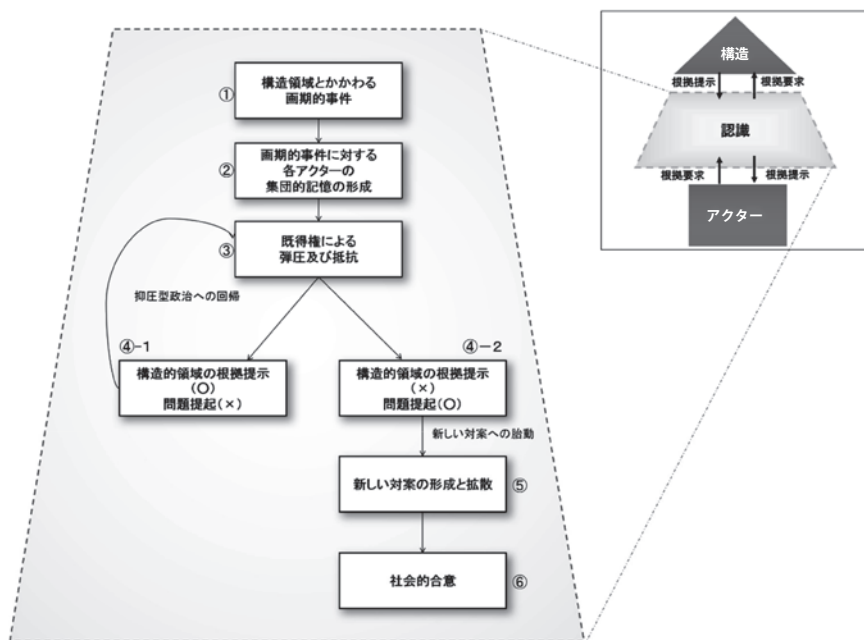 ①
構造領域とかかわる
画期的事件
②
画期的事件に対する
各アクターの
集団的記憶の形成
③
既得権による
弾圧及び抵抗
抑圧型政治への回帰
④-1
構造的領域の根拠提示
(○)
問題提起(×)
④-2
構造的領域の根拠提示
(×)
問題提起(○)
新しい対案への胎動
新しい対案の形成と拡散
⑤
社会的合意
⑥
構造
根拠提示
根拠要求
認識
根拠要求
根拠提示
アクター